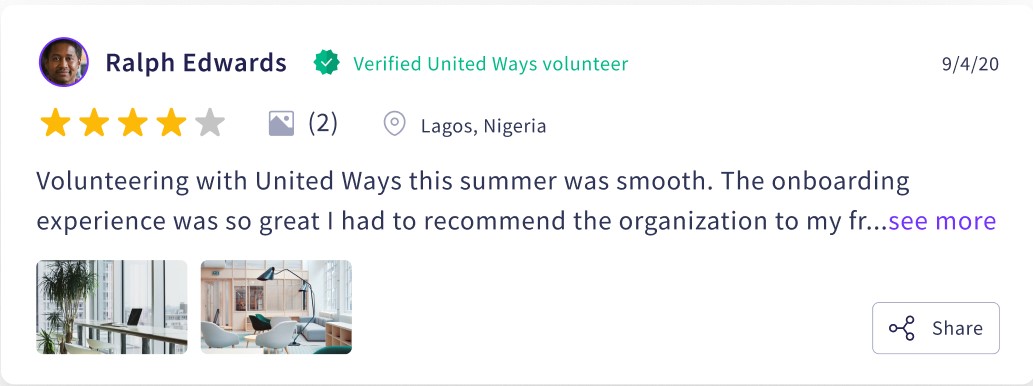 Ralph Edwards Verified United Ways volunteer 9/4/20
(2) Lagos, Nigeria
Volunteering with United Ways this summer was smooth. The onboarding
experience was so great I had to recommend the organization to my fr...see more
Share